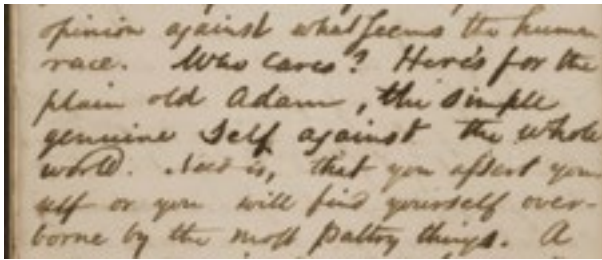 opinion against what seems the human
race. Who cares? Here's for the
plain old Adam, the simple
genuine Self against the whole
world. Need is, that you assert your
self or you will find yourself over-
borne by the most paltry things. A